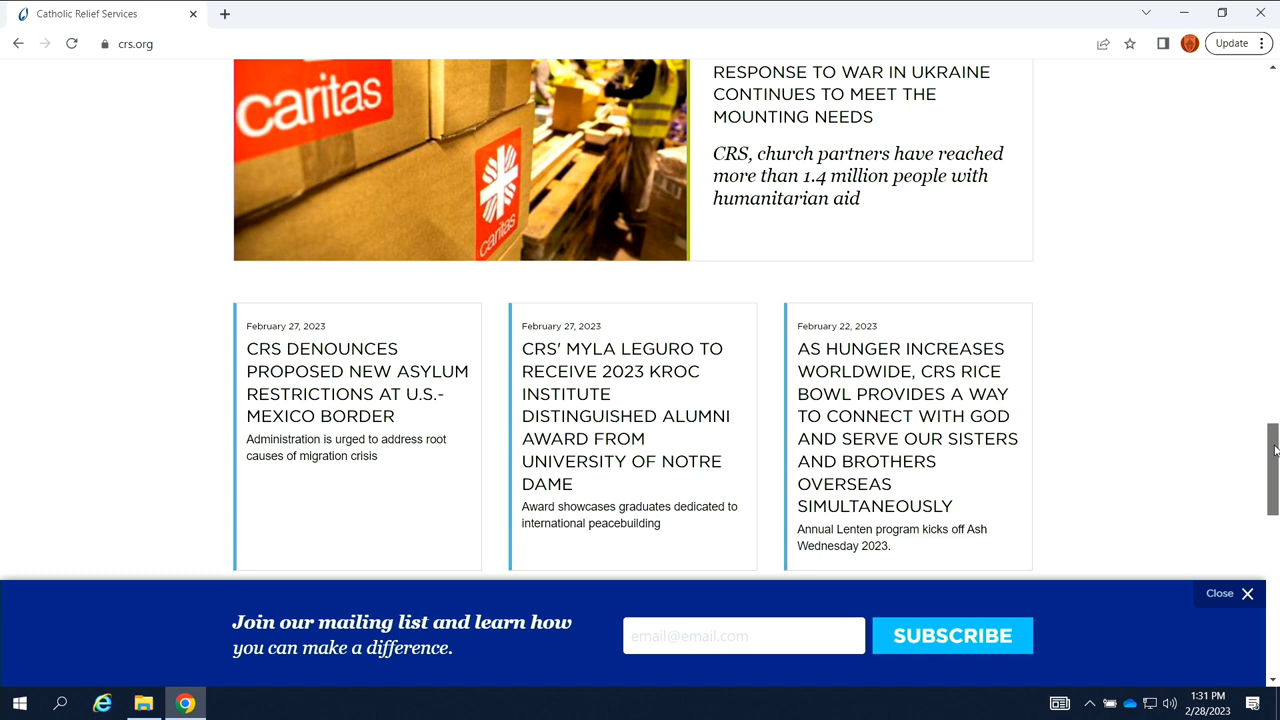 Catholic Relief Services
crs.org
Update
caritas
caritas
RESPONSE TO WAR IN UKRAINE
CONTINUES TO MEET THE
MOUNTING NEEDS
CRS, church partners have reached
more than 1.4 million people with
humanitarian aid
February 27, 2023
CRS DENOUNCES
PROPOSED NEW ASYLUM
RESTRICTIONS AT U.S.-
MEXICO BORDER
Administration is urged to address root
causes of migration crisis
February 27, 2023
CRS' MYLA LEGURO TO
RECEIVE 2023 KROC
INSTITUTE
DISTINGUISHED ALUMNI
AWARD FROM
UNIVERSITY OF NOTRE
DAME
Award showcases graduates dedicated to
international peacebuilding
February 22, 2023
AS HUNGER INCREASES
WORLDWIDE, CRS RICE
BOWL PROVIDES A WAY
TO CONNECT WITH GOD
AND SERVE OUR SISTERS
AND BROTHERS
OVERSEAS
SIMULTANEOUSLY
Annual Lenten program kicks off Ash
Wednesday 2023.
Close
Join our mailing list and learn how
you can make a difference.
email@email.com
SUBSCRIBE
1:31 PM
2/28/2023